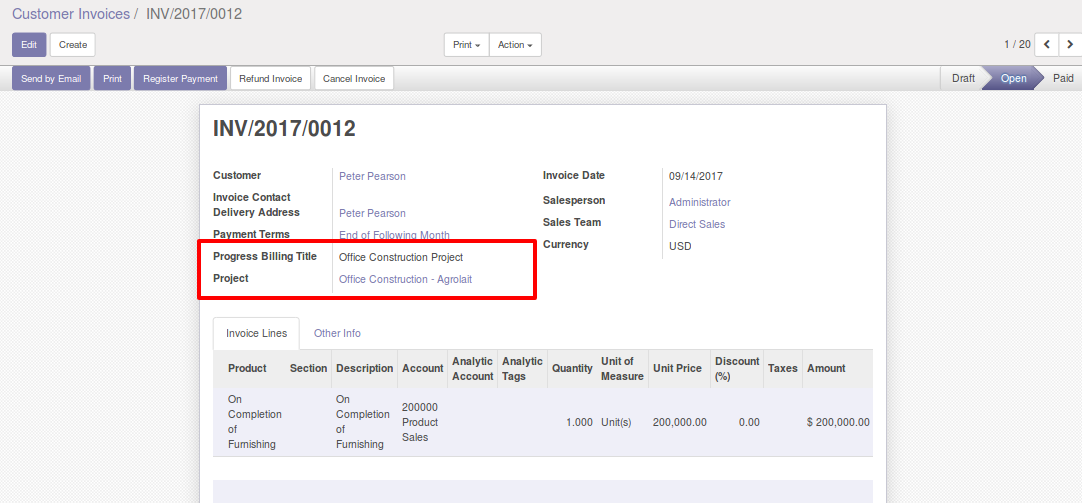 Customer Invoices / INV/2017/0012
Edit Create Print Action 1 / 20
Send by Email Print Register Payment Refund Invoice Cancel Invoice Draft Open Paid
INV/2017/0012
Customer Peter Pearson
Invoice Contact
Delivery Address Peter Pearson
Payment Terms End of Following Month
Progress Billing Title Office Construction Project
Project Office Construction - Agrolait
Invoice Date 09/14/2017
Salesperson Administrator
Sales Team Direct Sales
Currency USD
Invoice Lines Other Info
Product Section Description Account Analytic Account Analytic Tags Quantity Unit of Measure Unit Price Discount (%) Taxes Amount
On Completion of Furnishing On Completion of Furnishing 200000 Product Sales 1.000 Unit(s) 200,000.00 0.00 $ 200,000.00